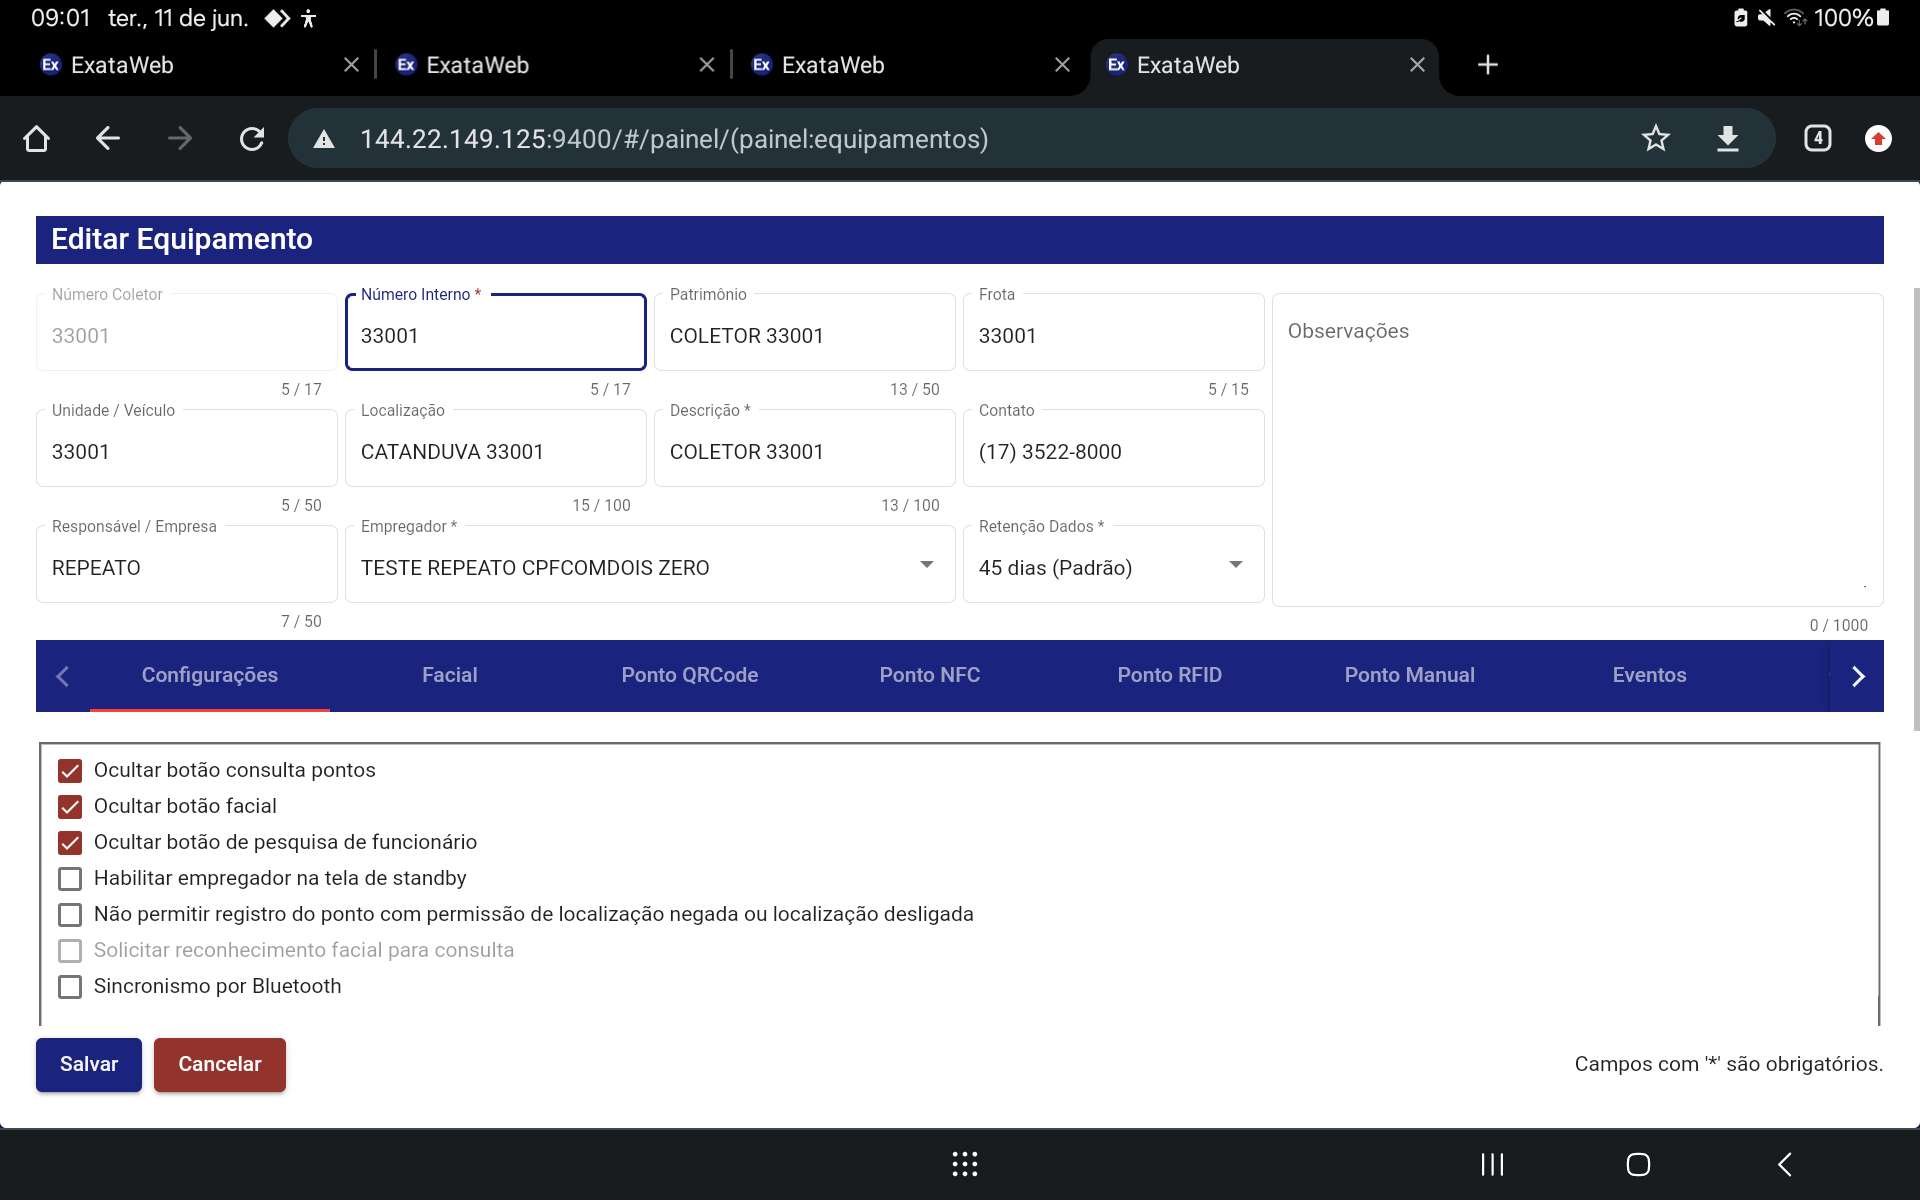 09:01 ter., 11 de jun. 100%
Ex ExataWeb Ex ExataWeb Ex ExataWeb Ex ExataWeb
144.22.149.125:9400/#/painel/(painel:equipamentos) 4
Editar Equipamento
Número Coletor Número Interno * Patrimônio Frota
33001 33001 COLETOR 33001 33001 Observações
5 / 17 5 / 17 13 / 50 5 / 15
Unidade / Veículo Localização Descrição * Contato
33001 CATANDUVA 33001 COLETOR 33001 (17) 3522-8000
5 / 50 15 / 100 13 / 100
Responsável / Empresa Empregador * Retenção Dados *
REPEATO TESTE REPEATO CPFCOMDOIS ZERO 45 dias (Padrão)
7 / 50 0 / 1000
Configurações Facial Ponto QRCode Ponto NFC Ponto RFID Ponto Manual Eventos
Ocultar botão consulta pontos
Ocultar botão facial
Ocultar botão de pesquisa de funcionário
Habilitar empregador na tela de standby
Não permitir registro do ponto com permissão de localização negada ou localização desligada
Solicitar reconhecimento facial para consulta
Sincronismo por Bluetooth
Salvar Cancelar Campos com '*' são obrigatórios.